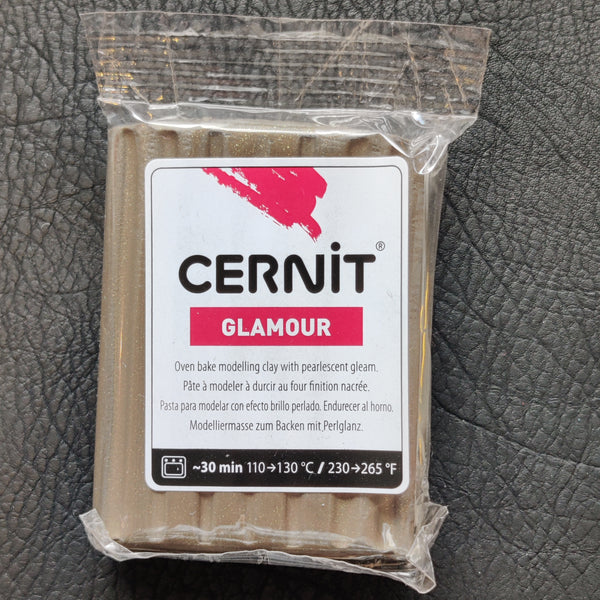 CERNiT®
GLAMOUR
Oven bake modelling clay with pearlescent gleam.
Pâte à modeler à durcir au four finition nacrée.
Pasta para modelar con efecto brillo perlado. Endurecer al horno.
Modelliermasse zum Backen mit Perlglanz.
~30 min 110→130 °C / 230→265 °F